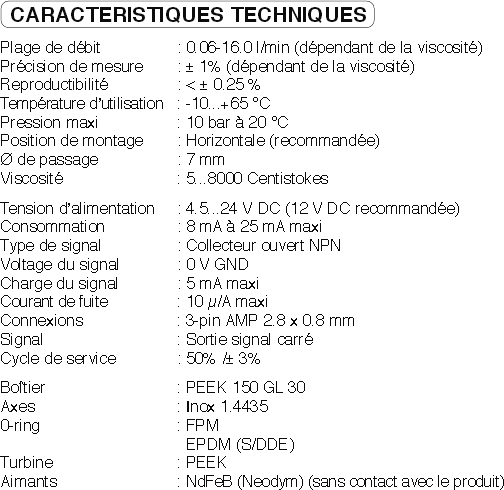 CARACTERISTIQUES TECHNIQUES
Plage de débit : 0.06-16.0 l/min (dépendant de la viscosité)
Précision de mesure : ± 1% (dépendant de la viscosité)
Reproductibilité : < ± 0.25 %
Température d'utilisation : -10...+65 °C
Pression maxi : 10 bar à 20 °C
Position de montage : Horizontale (recommandée)
Ø de passage : 7 mm
Viscosité : 5...8000 Centistokes
Tension d'alimentation : 4.5...24 V DC (12 V DC recommandée)
Consommation : 8 mA à 25 mA maxi
Type de signal : Collecteur ouvert NPN
Voltage du signal : 0 V GND
Charge du signal : 5 mA maxi
Courant de fuite : 10 µ/A maxi
Connexions : 3-pin AMP 2.8 x 0.8 mm
Signal : Sortie signal carré
Cycle de service : 50% /± 3%
Boîtier : PEEK 150 GL 30
Axes : Inox 1.4435
0-ring : FPM
EPDM (S/DDE)
Turbine : PEEK
Aimants : NdFeB (Neodym) (sans contact avec le produit)